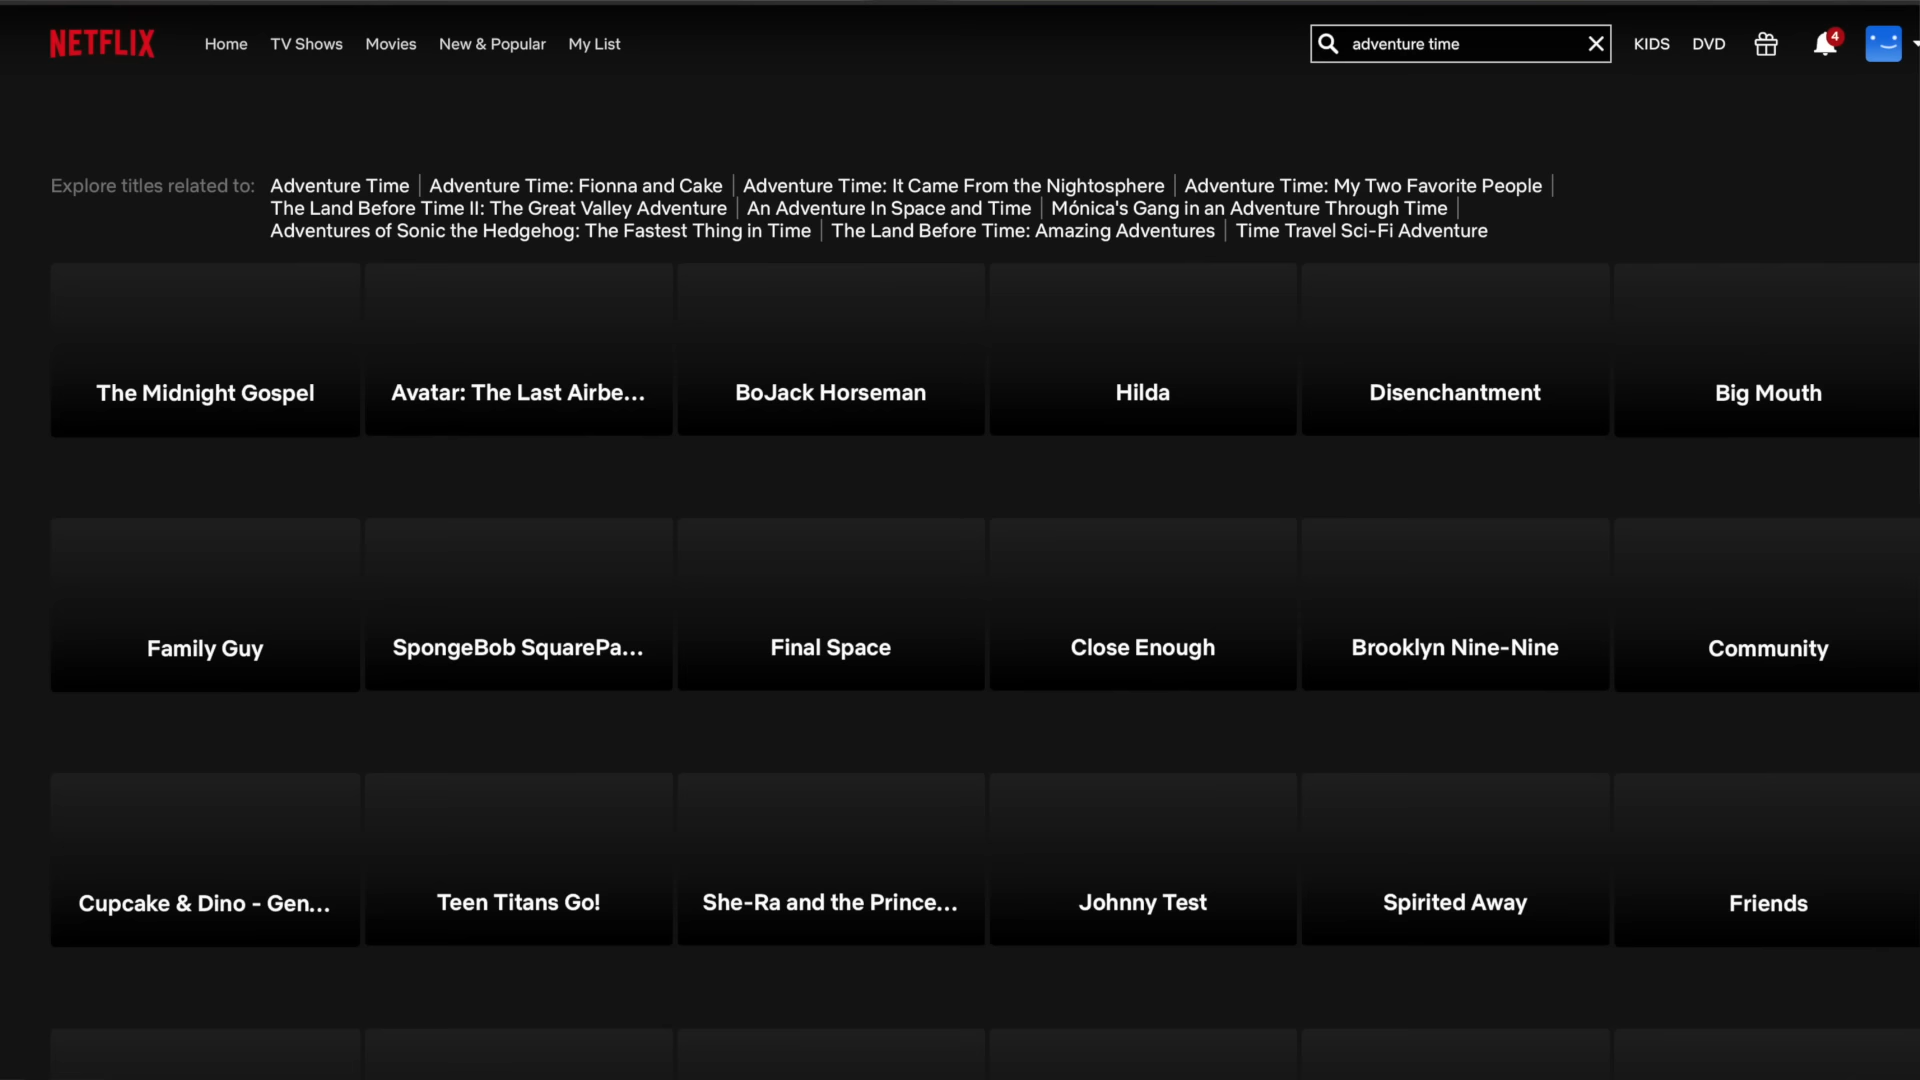 NETFLIX Home TV Shows Movies New & Popular My List adventure time KIDS DVD 4
Explore titles related to: Adventure Time | Adventure Time: Fionna and Cake | Adventure Time: It Came From the Nightosphere | Adventure Time: My Two Favorite People |
The Land Before Time II: The Great Valley Adventure | An Adventure In Space and Time | Mónica's Gang in an Adventure Through Time |
Adventures of Sonic the Hedgehog: The Fastest Thing in Time | The Land Before Time: Amazing Adventures | Time Travel Sci-Fi Adventure
The Midnight Gospel Avatar: The Last Airbe... BoJack Horseman Hilda Disenchantment Big Mouth
Family Guy SpongeBob SquarePa... Final Space Close Enough Brooklyn Nine-Nine Community
Cupcake & Dino - Gen... Teen Titans Go! She-Ra and the Prince... Johnny Test Spirited Away Friends